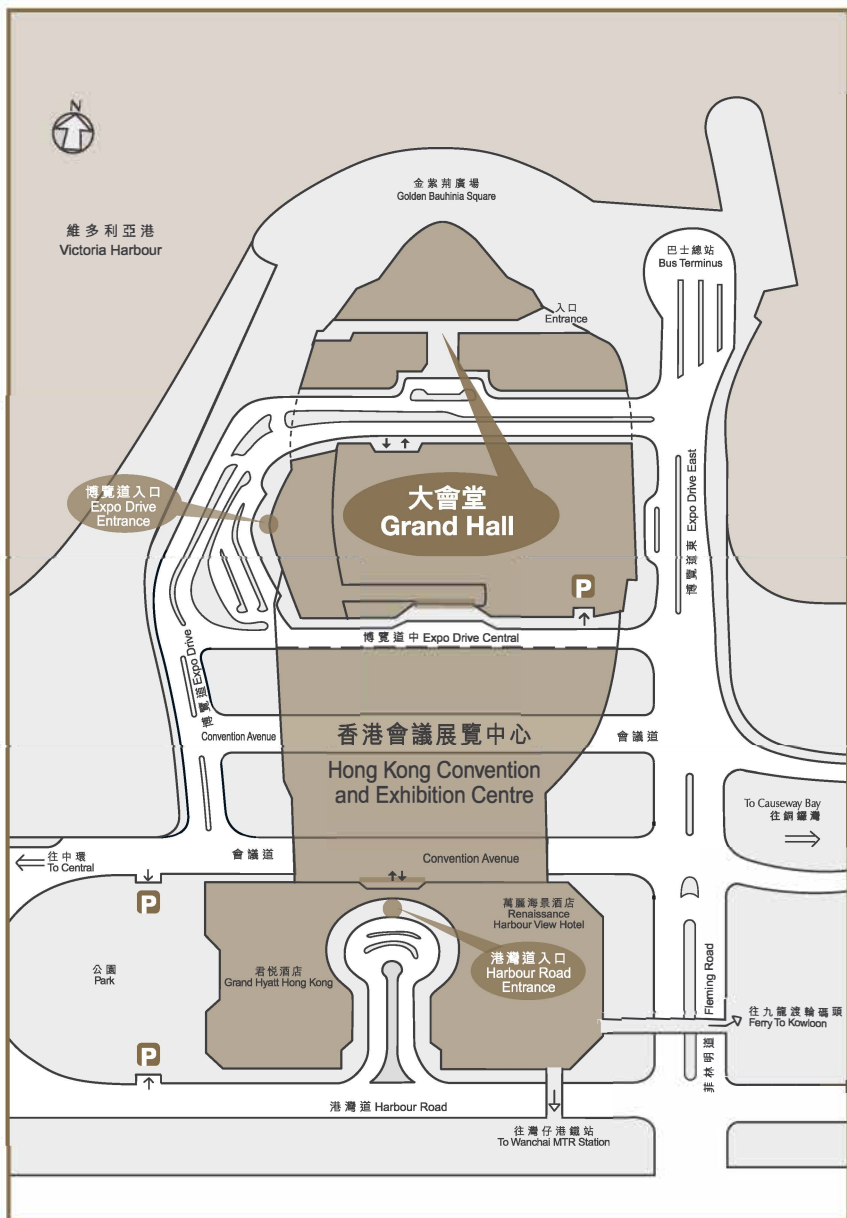 N
金紫荊廣場
Golden Bauhinia Square
維多利亞港
Victoria Harbour
巴士總站
Bus Terminus
入口
Entrance
博覽道入口
Expo Drive
Entrance
大會堂
Grand Hall
博覽道東 Expo Drive East
P
博覽道中 Expo Drive Central
博覽道 Expo Drive
Convention Avenue
香港會議展覽中心
Hong Kong Convention
and Exhibition Centre
會議道
To Causeway Bay
往銅鑼灣
往中環
To Central
會議道
Convention Avenue
P
萬麗海景酒店
Renaissance
Harbour View Hotel
港灣道入口
Harbour Road
Entrance
公園
Park
君悅酒店
Grand Hyatt Hong Kong
菲林明道 Fleming Road
往九龍渡輪碼頭
Ferry To Kowloon
P
港灣道 Harbour Road
往灣仔港鐵站
To Wanchai MTR Station